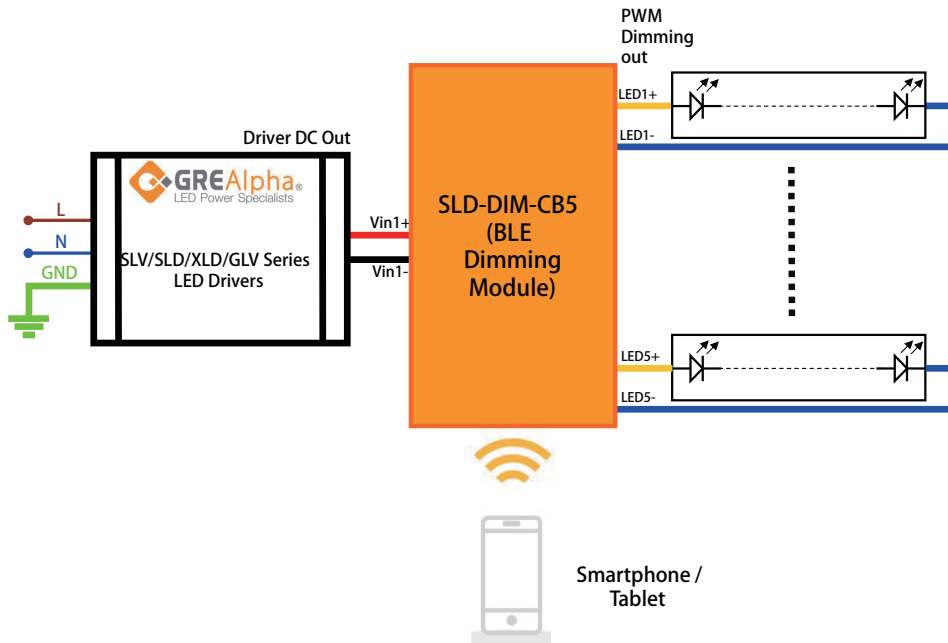 PWM
Dimming
out
LED1+
LED1-
Driver DC Out
GREAlpha®
LED Power Specialists
L
N
GND
SLV/SLD/XLD/GLV Series
LED Drivers
Vin1+
Vin1-
SLD-DIM-CB5
(BLE
Dimming
Module)
LED5+
LED5-
Smartphone /
Tablet